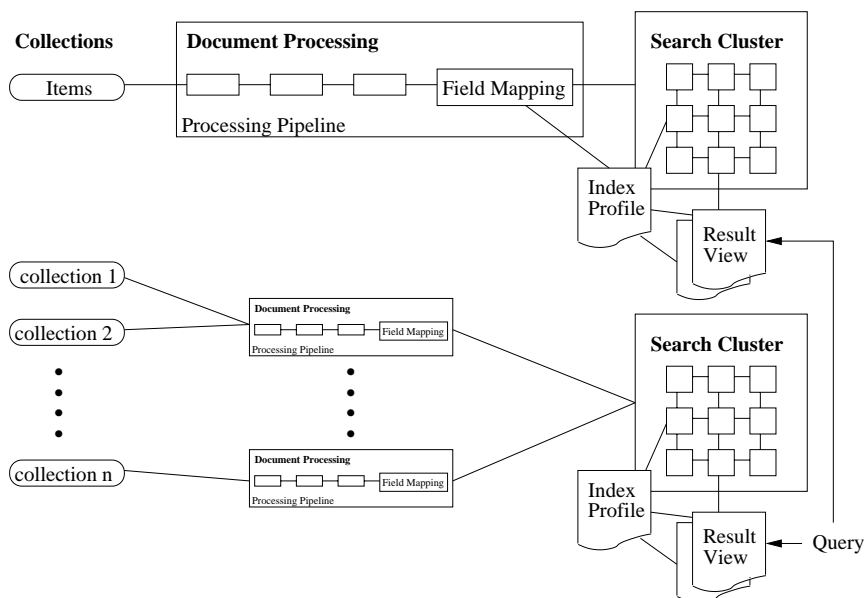 Collections
Document Processing
Search Cluster
Items
Field Mapping
Processing Pipeline
Index
Profile
Result
View
collection 1
Document Processing
Field Mapping
Processing Pipeline
collection 2
Search Cluster
Document Processing
Field Mapping
Processing Pipeline
collection n
Index
Profile
Result
View
Query